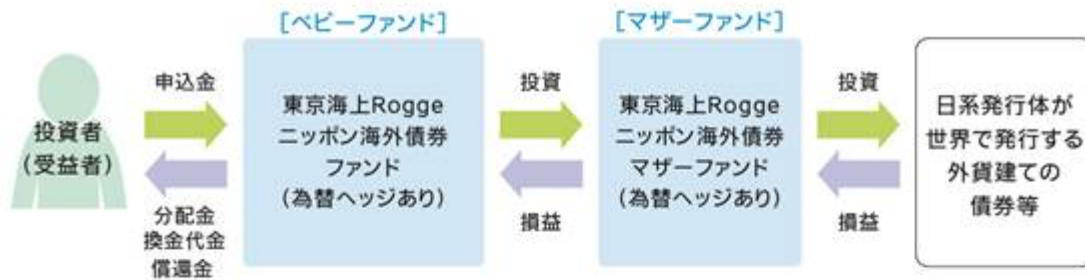 [ベビーファンド]
[マザーファンド]
投資者
(受益者)
申込金
分配金
換金代金
償還金
東京海上Rogge
ニッポン海外債券
ファンド
(為替ヘッジあり)
投資
損益
東京海上Rogge
ニッポン海外債券
マザーファンド
(為替ヘッジあり)
投資
損益
日系発行体が
世界で発行する
外貨建ての
債券等